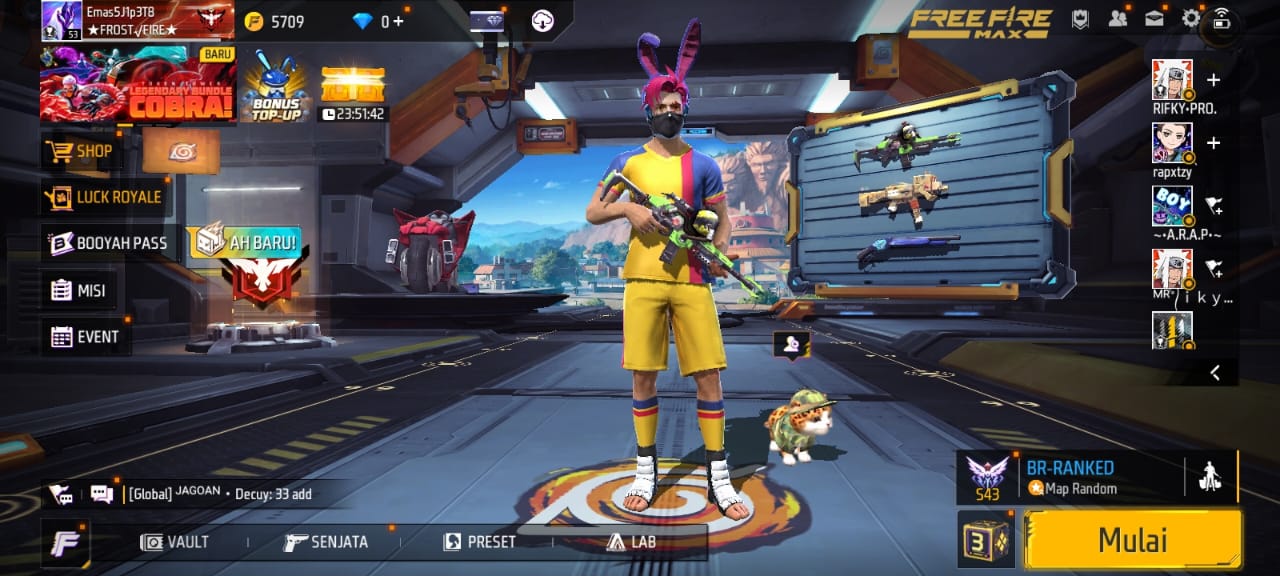 Emas5J1p3T8
53
★FROST√FIRE★
5709
0 +
FREE FIRE
MAX
BARU
LEGENDARY BUNDLE
COBRA!
BONUS
TOP-UP
23:51:42
SHOP
LUCK ROYALE
BOOYAH PASS
AH BARU!
MISI
EVENT
RIFKY•PRO.
rapxtzy
BOY
~•A.R.A.P•~
[Global] JAGOAN • Decuy: 33 add
VAULT
SENJATA
PRESET
LAB
S43
BR-RANKED
Map Random
3
Mulai